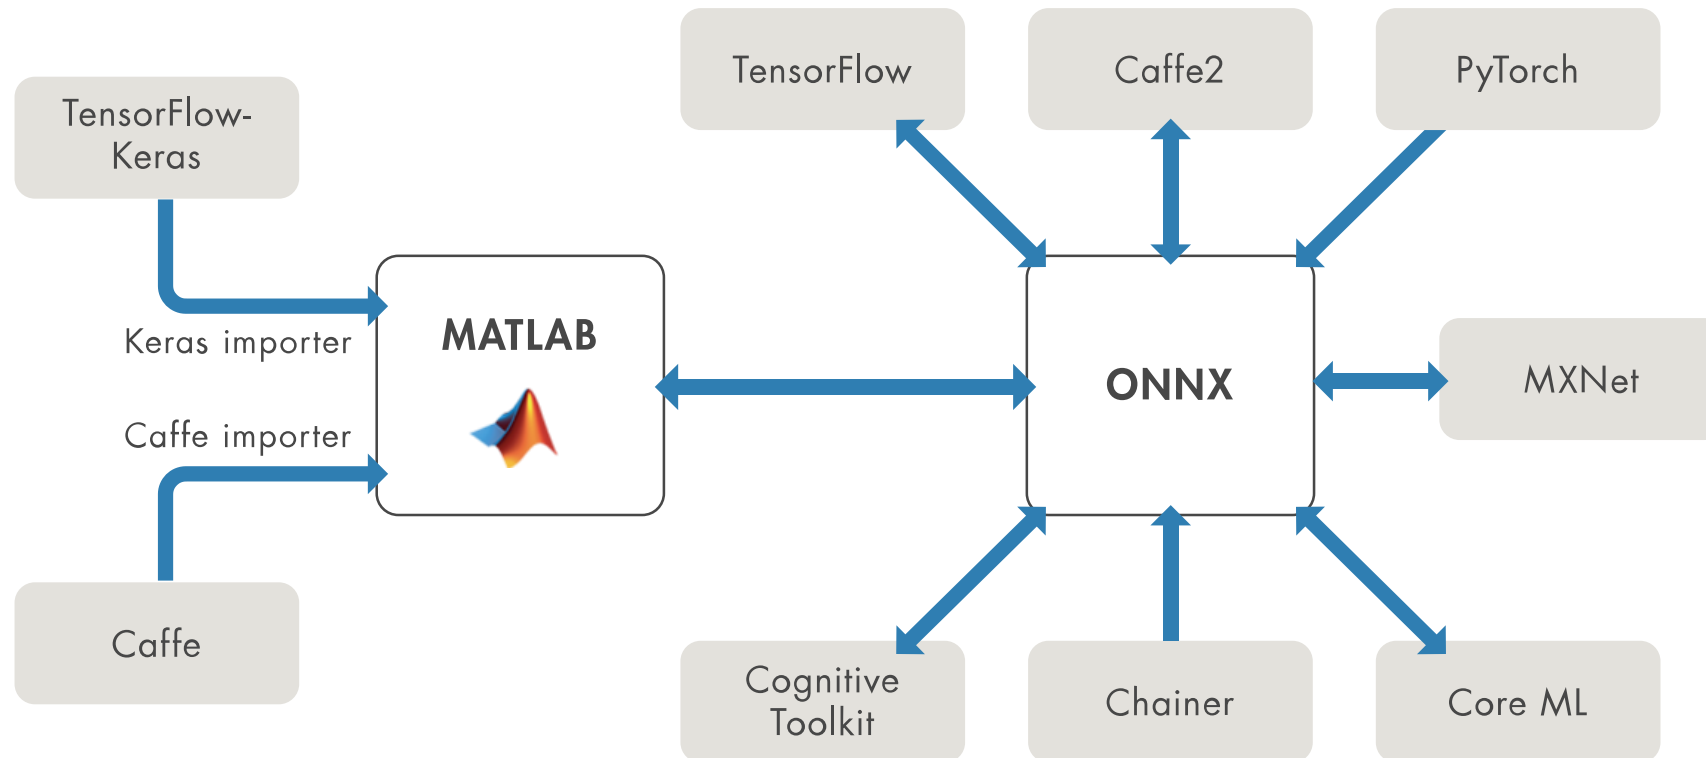 TensorFlow-
Keras
Keras importer
Caffe importer
Caffe
MATLAB
TensorFlow
Caffe2
PyTorch
ONNX
MXNet
Cognitive
Toolkit
Chainer
Core ML